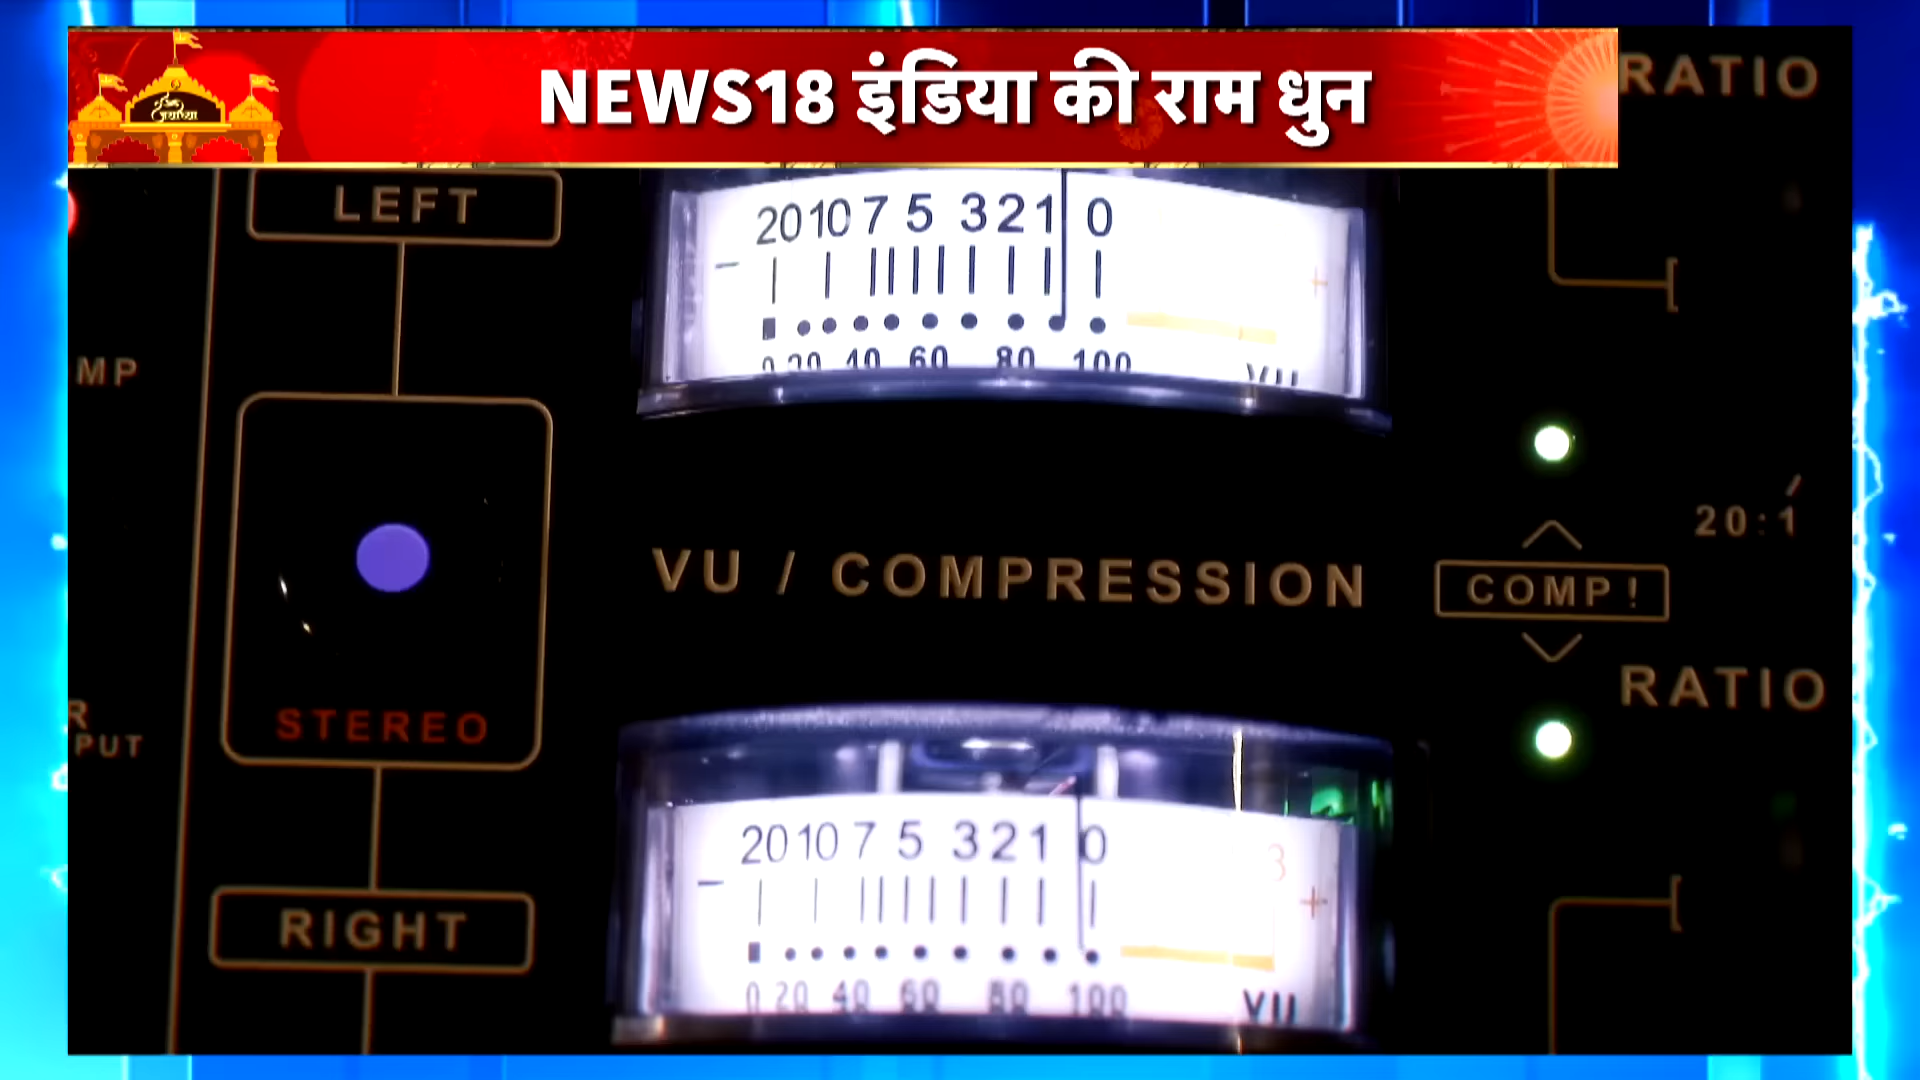 NEWS18 इंडिया की राम धुन
RATIO
LEFT
20 10 7 5 3 2 1 0
-
+
0 20 40 60 80 100
VU
MP
20:1
VU / COMPRESSION
COMP!
RATIO
STEREO
R
PUT
20 10 7 5 3 2 1 0 3
-
+
0 20 40 60 80 100
VU
RIGHT